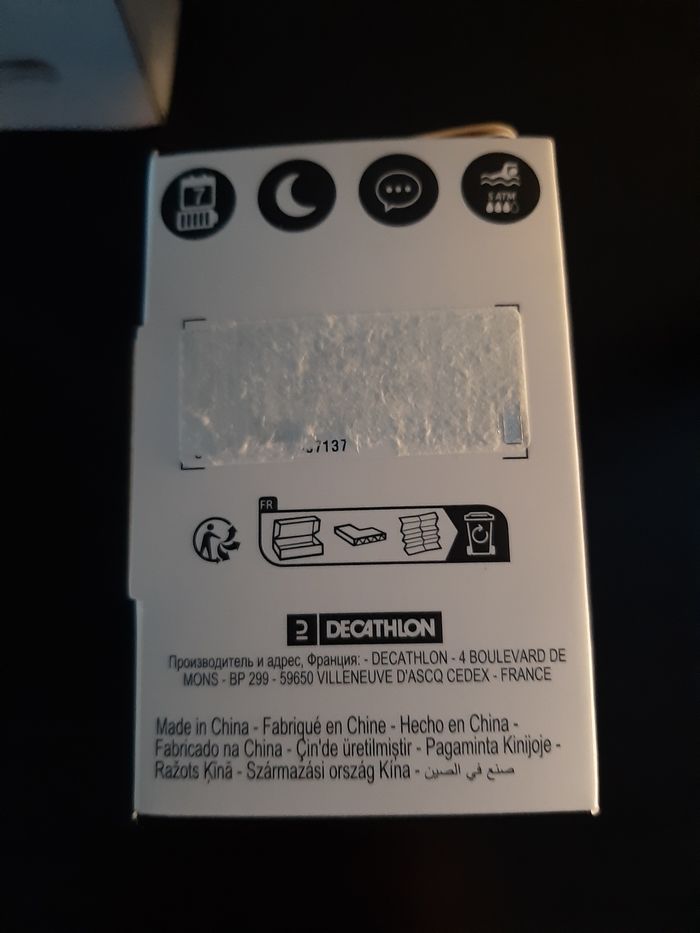 7
5 ATM
7137
FR
DECATHLON
Производитель и адрес, Франция: - DECATHLON - 4 BOULEVARD DE
MONS - BP 299 - 59650 VILLENEUVE D'ASCQ CEDEX - FRANCE
Made in China - Fabriqué en Chine - Hecho en China -
Fabricado na China - Çin'de üretilmiştir - Pagaminta Kinijoje -
Ražots Ķīnā - Származási ország Kína - صنع في الصين